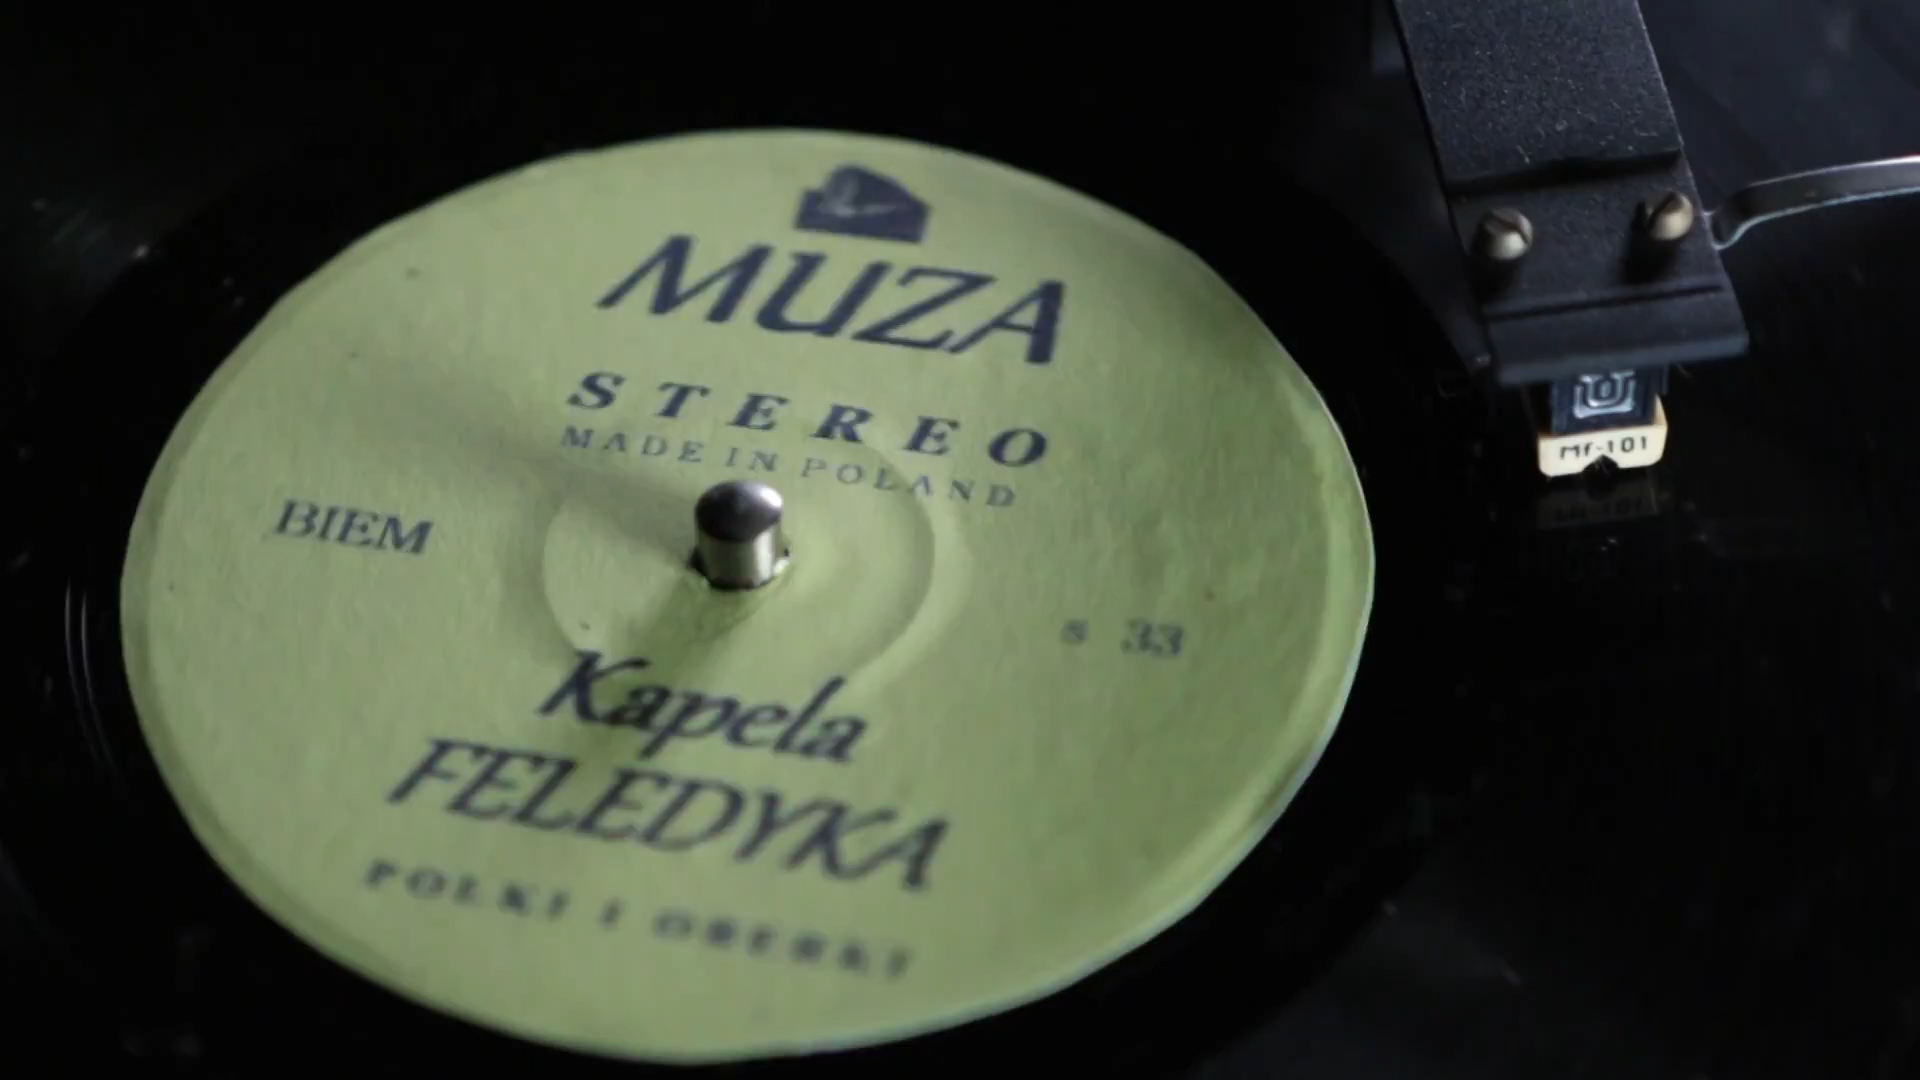 MUZA
STEREO
MADE IN POLAND
BIEM
s 33
Kapela
FELEDYKA
POLKI I OBERKI
Mf-101